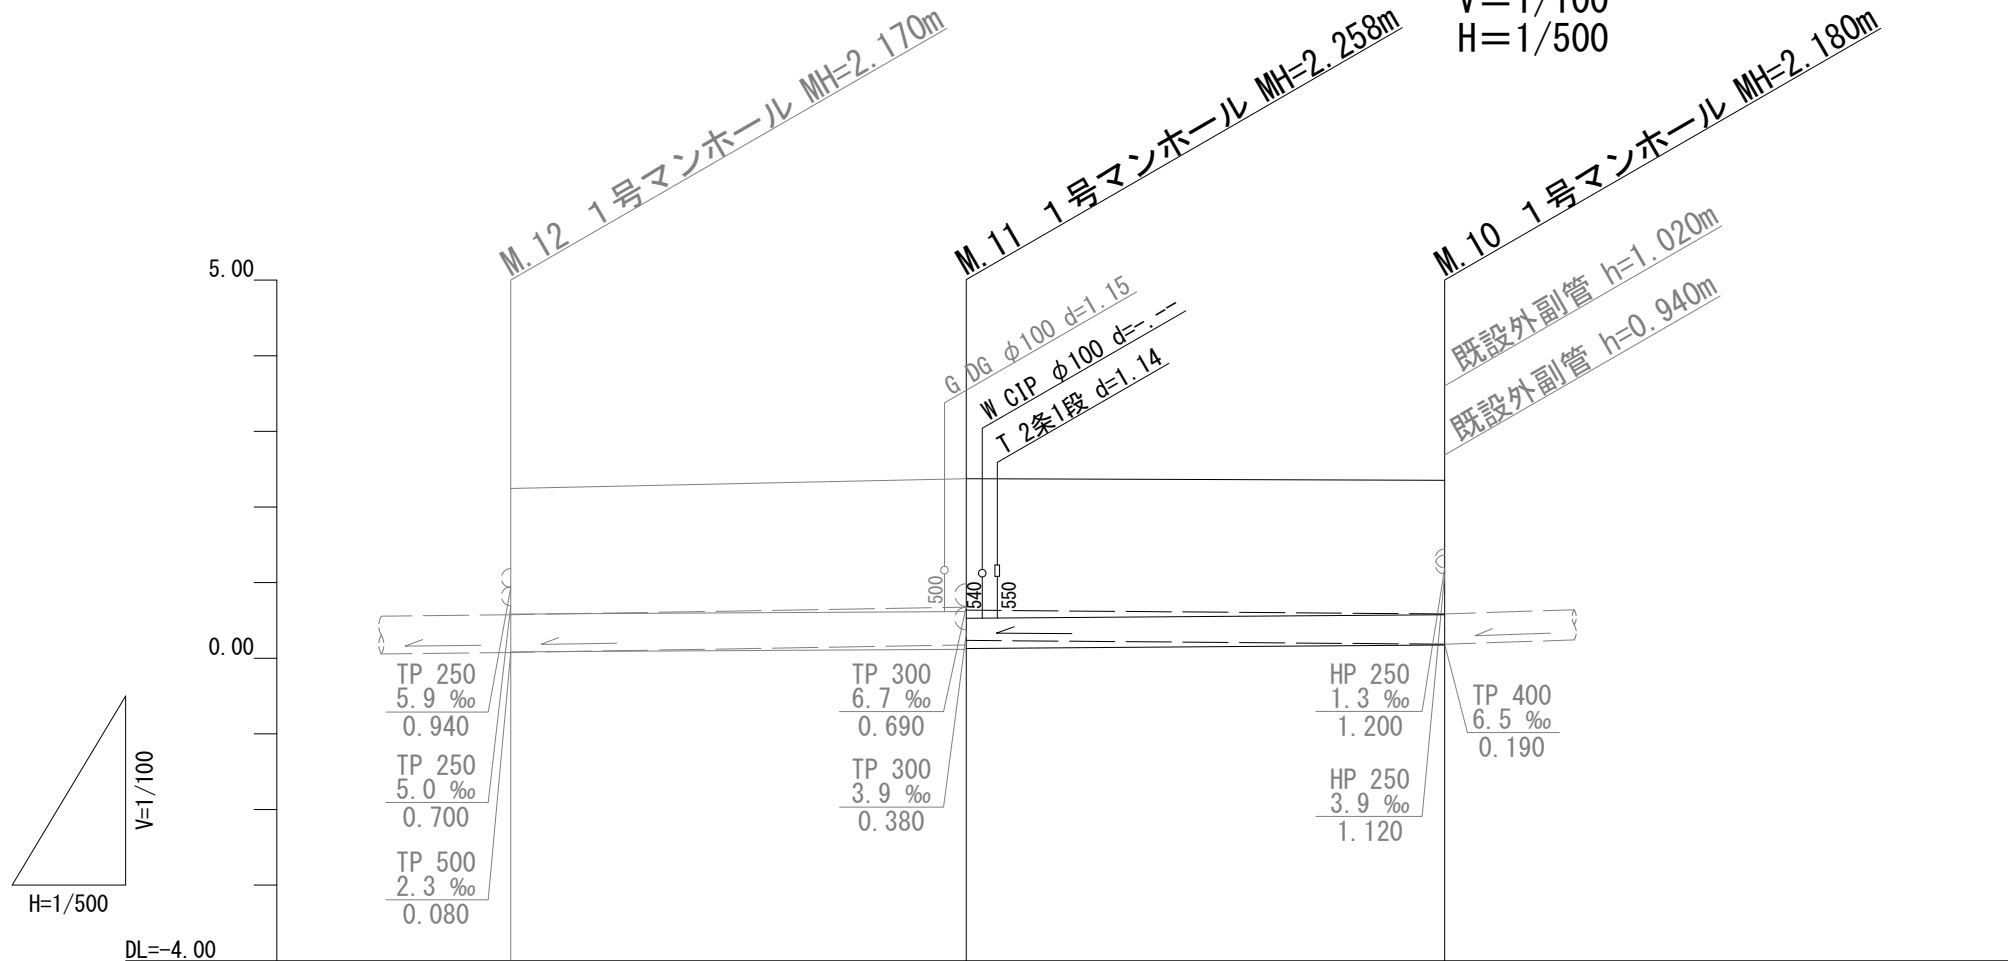 V=1/100
H=1/500
M.12 1号マンホール MH=2.170m
M.11 1号マンホール MH=2.258m
M.10 1号マンホール MH=2.180m
既設外副管 h=1.020m
既設外副管 h=0.940m
G DG φ100 d=1.15
W CIP φ100 d=-.--
T 2条1段 d=1.14
5.00
0.00
500
540
550
TP 250
5.9 ‰
0.940
TP 250
5.0 ‰
0.700
TP 500
2.3 ‰
0.080
TP 300
6.7 ‰
0.690
TP 300
3.9 ‰
0.380
HP 250
1.3 ‰
1.200
HP 250
3.9 ‰
1.120
TP 400
6.5 ‰
0.190
V=1/100
H=1/500
DL=-4.00